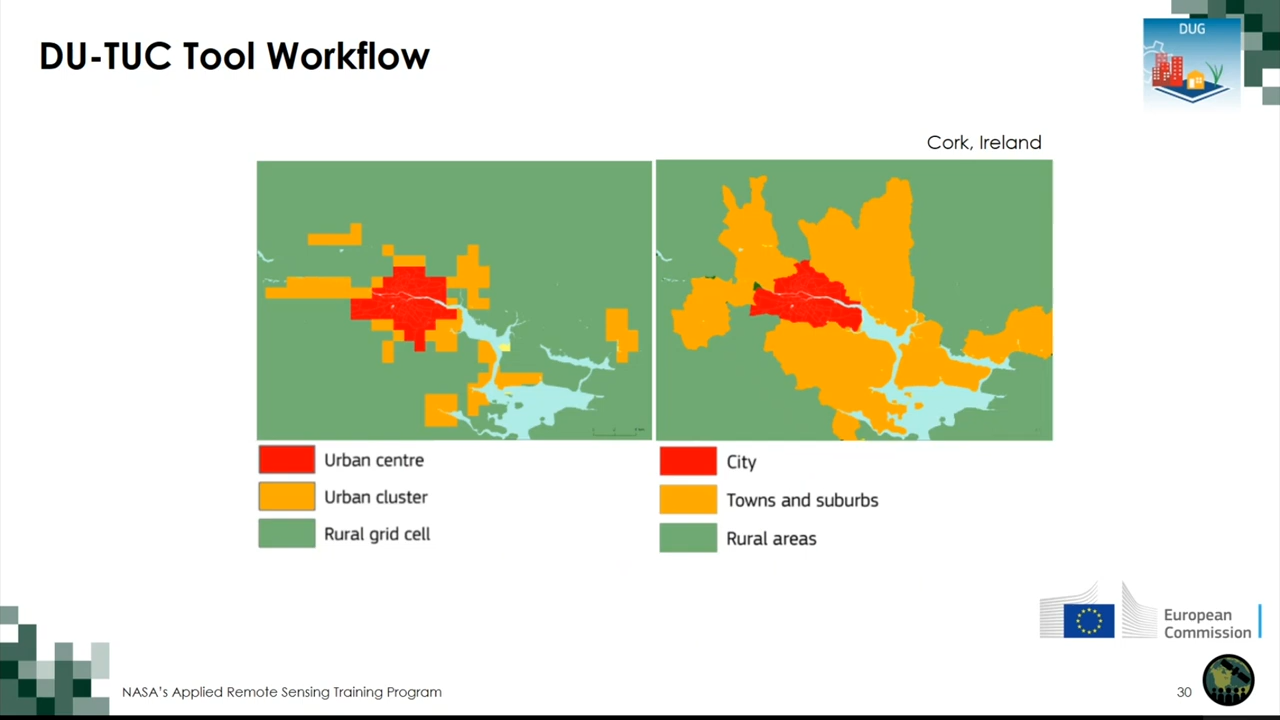 DU-TUC Tool Workflow
DUG
Cork, Ireland
Urban centre
Urban cluster
Rural grid cell
City
Towns and suburbs
Rural areas
European
Commission
NASA's Applied Remote Sensing Training Program
30